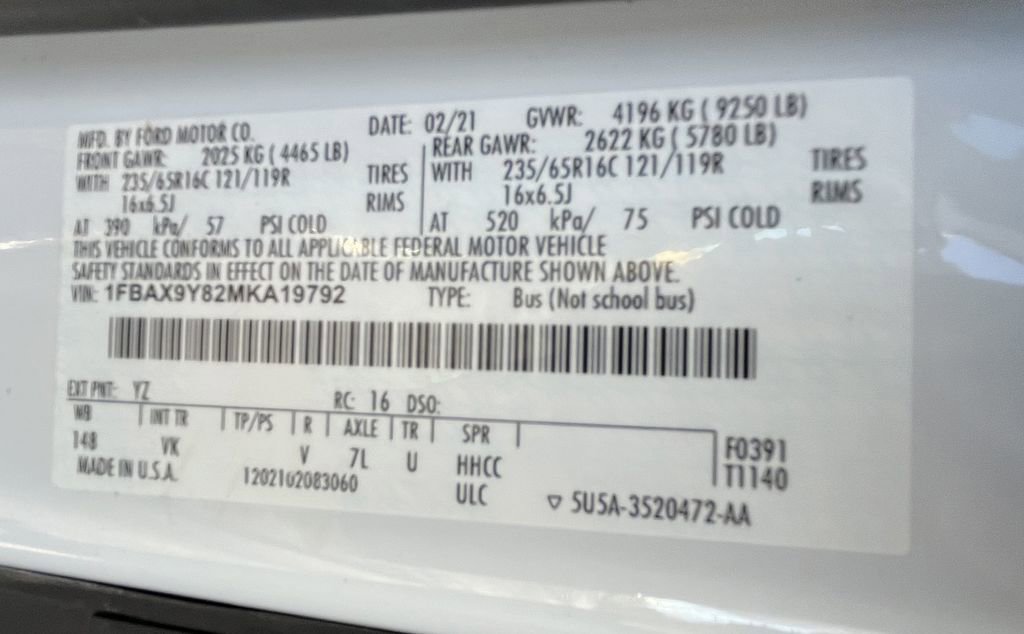 MFD. BY FORD MOTOR CO. DATE: 02/21 GVWR: 4196 KG ( 9250 LB)
FRONT GAWR: 2025 KG ( 4465 LB) REAR GAWR: 2622 KG ( 5780 LB)
WITH 235/65R16C 121/119R TIRES WITH 235/65R16C 121/119R TIRES
16x6.5J RIMS 16x6.5J RIMS
AT 390 kPa/ 57 PSI COLD AT 520 kPa/ 75 PSI COLD
THIS VEHICLE CONFORMS TO ALL APPLICABLE FEDERAL MOTOR VEHICLE
SAFETY STANDARDS IN EFFECT ON THE DATE OF MANUFACTURE SHOWN ABOVE.
VIN: 1FBAX9Y82MKA19792 TYPE: Bus (Not school bus)
EXT PNT: YZ RC: 16 DSO:
WB INT TR TP/PS R AXLE TR SPR F0391
148 VK V 7L U HHCC T1140
MADE IN U.S.A. 1202102083060 ULC ▽ 5U5A-3520472-AA